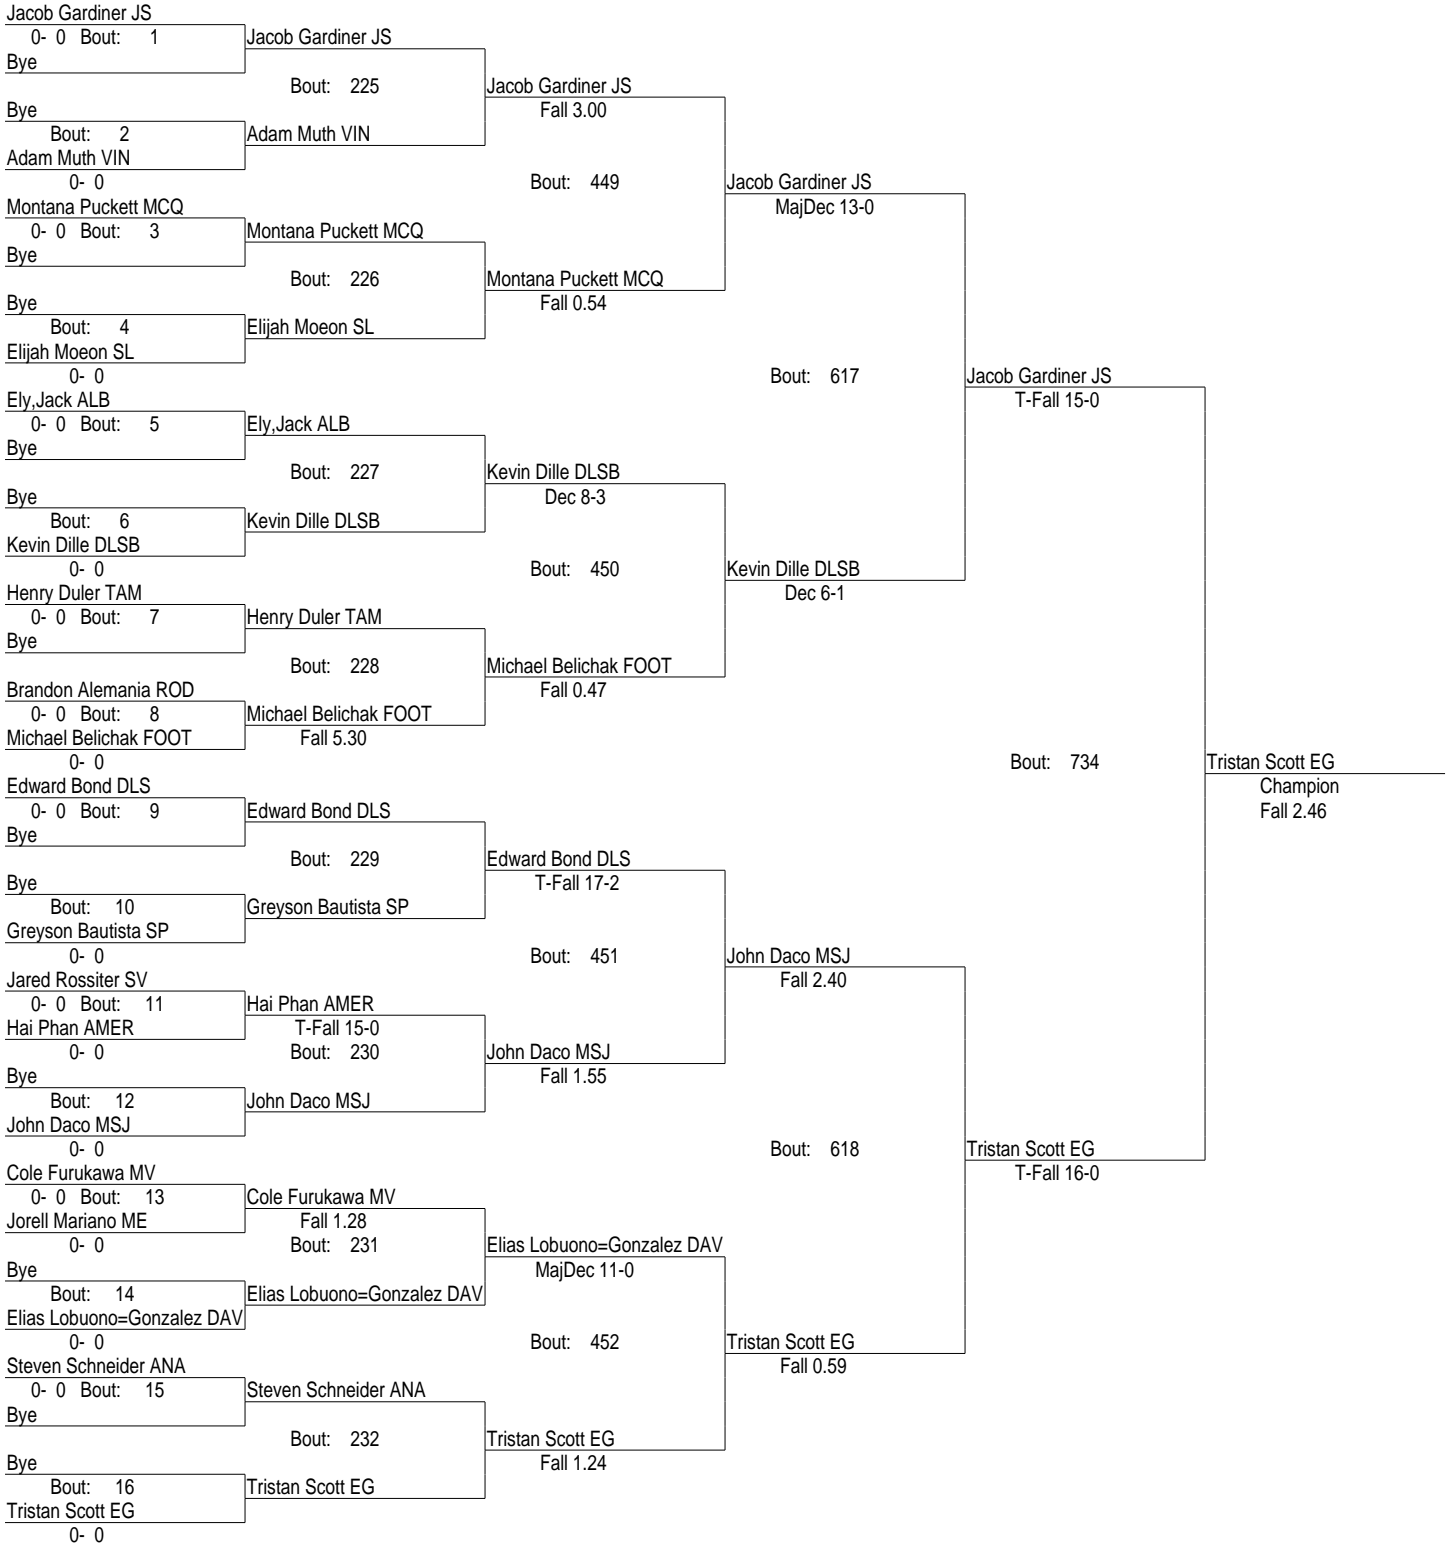 Jacob Gardiner JS
0- 0 Bout: 1 Jacob Gardiner JS
Bye
Bout: 225 Jacob Gardiner JS
Bye Fall 3.00
Bout: 2 Adam Muth VIN
Adam Muth VIN
0- 0 Bout: 449 Jacob Gardiner JS
Montana Puckett MCQ MajDec 13-0
0- 0 Bout: 3 Montana Puckett MCQ
Bye
Bout: 226 Montana Puckett MCQ
Bye Fall 0.54
Bout: 4 Elijah Moeon SL
Elijah Moeon SL
0- 0 Bout: 617 Jacob Gardiner JS
Ely,Jack ALB T-Fall 15-0
0- 0 Bout: 5 Ely,Jack ALB
Bye
Bout: 227 Kevin Dille DLSB
Bye Dec 8-3
Bout: 6 Kevin Dille DLSB
Kevin Dille DLSB
0- 0 Bout: 450 Kevin Dille DLSB
Henry Duler TAM Dec 6-1
0- 0 Bout: 7 Henry Duler TAM
Bye
Bout: 228 Michael Belichak FOOT
Brandon Alemania ROD Fall 0.47
0- 0 Bout: 8 Michael Belichak FOOT
Michael Belichak FOOT Fall 5.30
0- 0 Bout: 734 Tristan Scott EG
Edward Bond DLS Champion
0- 0 Bout: 9 Edward Bond DLS Fall 2.46
Bye
Bout: 229 Edward Bond DLS
Bye T-Fall 17-2
Bout: 10 Greyson Bautista SP
Greyson Bautista SP
0- 0 Bout: 451 John Daco MSJ
Jared Rossiter SV Fall 2.40
0- 0 Bout: 11 Hai Phan AMER
Hai Phan AMER T-Fall 15-0
0- 0 Bout: 230 John Daco MSJ
Bye Fall 1.55
Bout: 12 John Daco MSJ
John Daco MSJ
0- 0 Bout: 618 Tristan Scott EG
Cole Furukawa MV T-Fall 16-0
0- 0 Bout: 13 Cole Furukawa MV
Jorell Mariano ME Fall 1.28
0- 0 Bout: 231 Elias Lobuono=Gonzalez DAV
Bye MajDec 11-0
Bout: 14 Elias Lobuono=Gonzalez DAV
Elias Lobuono=Gonzalez DAV
0- 0 Bout: 452 Tristan Scott EG
Steven Schneider ANA Fall 0.59
0- 0 Bout: 15 Steven Schneider ANA
Bye
Bout: 232 Tristan Scott EG
Bye Fall 1.24
Bout: 16 Tristan Scott EG
Tristan Scott EG
0- 0